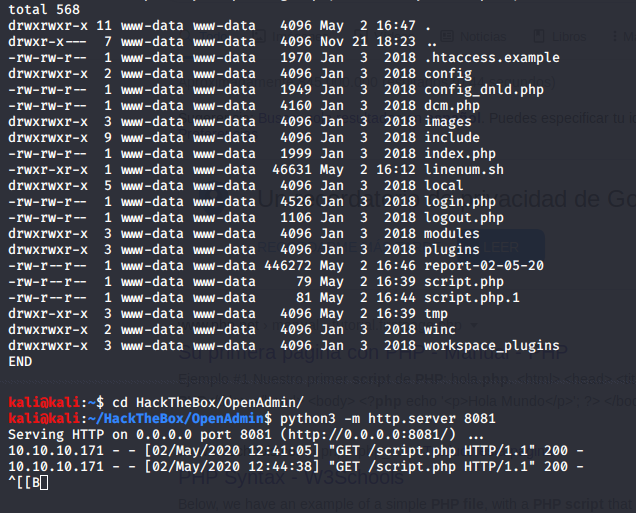 total 568
drwxrwxr-x 11 www-data www-data   4096 May  2 16:47 .
drwxr-x---  7 www-data www-data   4096 Nov 21 18:23 ..
-rw-rw-r--  1 www-data www-data   1970 Jan  3  2018 .htaccess.example
drwxrwxr-x  2 www-data www-data   4096 Jan  3  2018 config
-rw-rw-r--  1 www-data www-data   1949 Jan  3  2018 config_dnld.php
-rw-rw-r--  1 www-data www-data   4160 Jan  3  2018 dcm.php
drwxrwxr-x  3 www-data www-data   4096 Jan  3  2018 images
drwxrwxr-x  9 www-data www-data   4096 Jan  3  2018 include
-rw-rw-r--  1 www-data www-data   1999 Jan  3  2018 index.php
-rwxr-xr-x  1 www-data www-data  46631 May  2 16:12 linenum.sh
drwxrwxr-x  5 www-data www-data   4096 Jan  3  2018 local
-rw-rw-r--  1 www-data www-data   4526 Jan  3  2018 login.php
-rw-rw-r--  1 www-data www-data   1106 Jan  3  2018 logout.php
drwxrwxr-x  3 www-data www-data   4096 Jan  3  2018 modules
drwxrwxr-x  3 www-data www-data   4096 Jan  3  2018 plugins
-rw-r--r--  1 www-data www-data 446272 May  2 16:46 report-02-05-20
-rw-r--r--  1 www-data www-data     79 May  2 16:39 script.php
-rw-r--r--  1 www-data www-data     81 May  2 16:44 script.php.1
drwxr-xr-x  3 www-data www-data   4096 May  2 16:39 tmp
drwxrwxr-x  2 www-data www-data   4096 Jan  3  2018 winc
drwxrwxr-x  3 www-data www-data   4096 Jan  3  2018 workspace_plugins
END
kali@kali:~$ cd HackTheBox/OpenAdmin/
kali@kali:~/HackTheBox/OpenAdmin$ python3 -m http.server 8081
Serving HTTP on 0.0.0.0 port 8081 (http://0.0.0.0:8081/) ...
10.10.10.171 - - [02/May/2020 12:41:05] "GET /script.php HTTP/1.1" 200 -
10.10.10.171 - - [02/May/2020 12:44:38] "GET /script.php HTTP/1.1" 200 -
^[[B
PHP Syntax - W3Schools